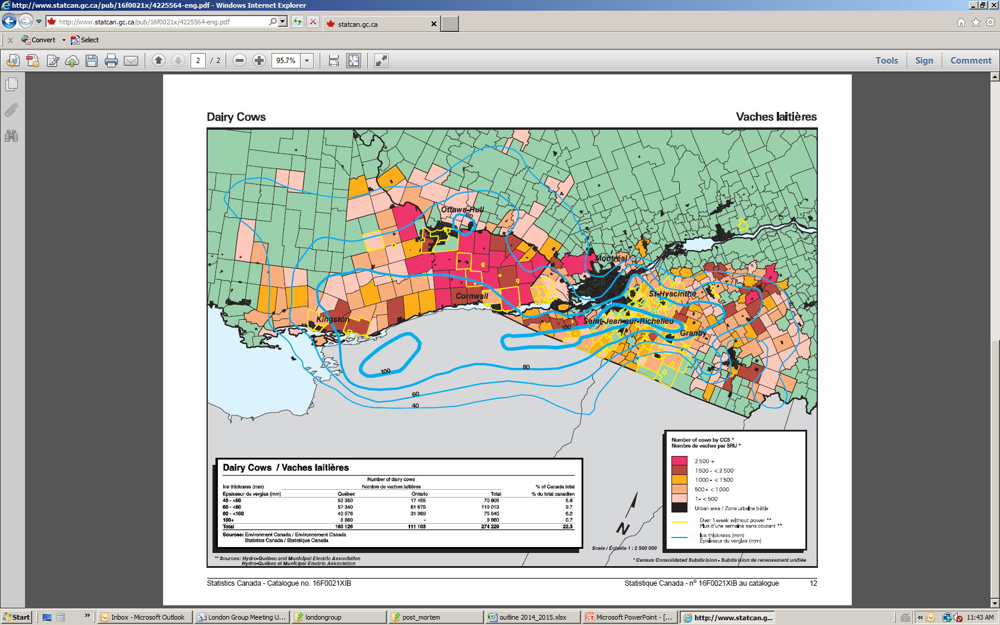 http://www.statcan.gc.ca/pub/16f0021x/4225564-eng.pdf - Windows Internet Explorer
http://www.statcan.gc.ca/pub/16f0021x/4225564-eng.pdf
statcan.gc.ca
Convert Select
2 / 2 95.7% Tools Sign Comment
Dairy Cows Vaches laitières
Ottawa-Hull
80
Montréal
St-Hyacinthe
Cornwall
Kingston
Saint-Jean-sur-Richelieu
100
Granby
100
80
60
40
Number of cows by CCS *
Nombre de vaches par SRU *
2 500 +
1 500 - < 2 500
1 000 - < 1 500
500 - < 1 000
1 - < 500
Urban area / Zone urbaine bâtie
Over 1 week without power **
Plus d'une semaine sans courant **
Ice thickness (mm)
Épaisseur du verglas (mm)
N
Scale / Échelle 1 : 2 500 000
* Census Consolidated Subdivision - Subdivision de recensement unifiée
Dairy Cows / Vaches laitières
Number of dairy cows
Ice thickness (mm) Nombre de vaches laitières % of Canada total
Épaisseur du verglas (mm) Québec Ontario Total % du total canadien
40 - <60 53 350 17 455 70 805 5.8
60 - <80 57 340 61 679 119 019 9.7
80 - <100 43 576 31 969 75 545 6.2
100+ 8 860 - 8 860 0.7
Total 163 126 111 103 274 229 22.3
Sources: Environment Canada / Environnement Canada
Statistics Canada / Statistique Canada
** Sources: Hydro-Québec and Municipal Electric Association
Hydro-Québec et Municipal Electric Association
Statistics Canada - Catalogue no. 16F0021XIB Statistique Canada - nº 16F0021XIB au catalogue 12
Start Inbox - Microsoft Outlook London Group Meeting U... londongroup post_mortem outline 2014_2015.xlsx Microsoft PowerPoint - [... http://www.statcan.g... 11:43 AM